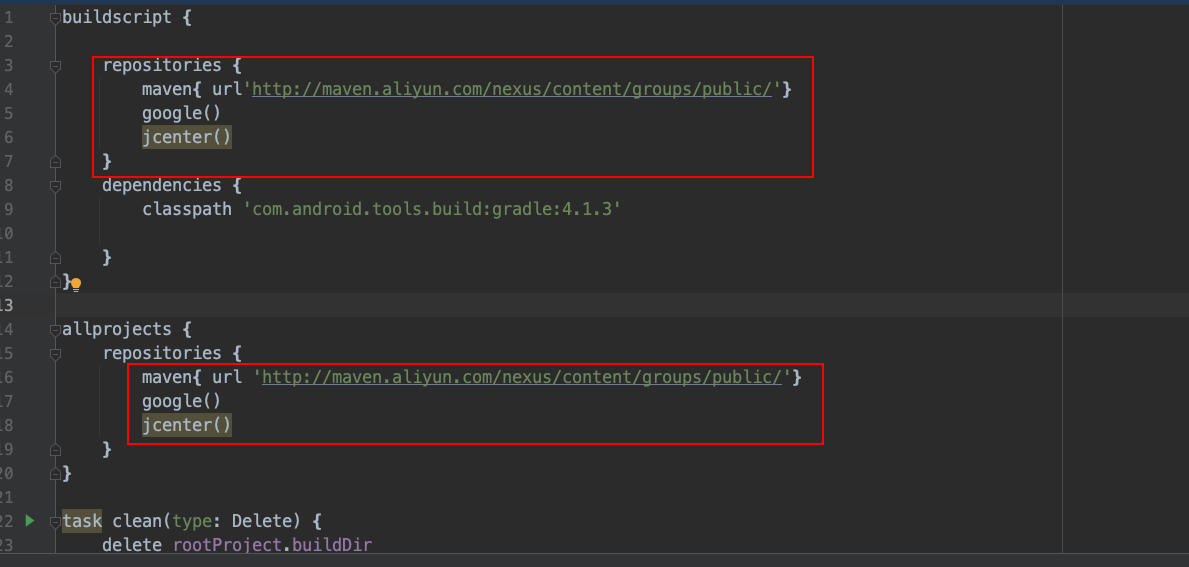 1 buildscript {
2
3 repositories {
4 maven{ url'http://maven.aliyun.com/nexus/content/groups/public/'}
5 google()
6 jcenter()
7 }
8 dependencies {
9 classpath 'com.android.tools.build:gradle:4.1.3'
10
11 }
12 }
13
14 allprojects {
15 repositories {
16 maven{ url 'http://maven.aliyun.com/nexus/content/groups/public/'}
17 google()
18 jcenter()
19 }
20 }
21
22 task clean(type: Delete) {
23 delete rootProject.buildDir